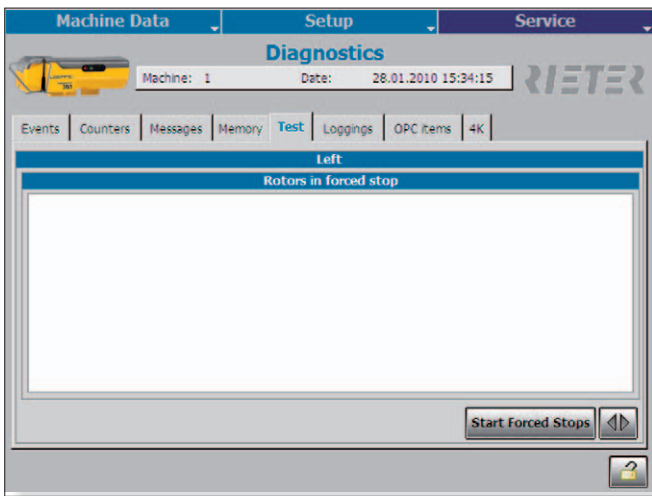 Machine Data Setup Service
Diagnostics
Machine: 1 Date: 28.01.2010 15:34:15
RIETER
Events Counters Messages Memory Test Loggings OPC items 4K
Left
Rotors in forced stop
Start Forced Stops